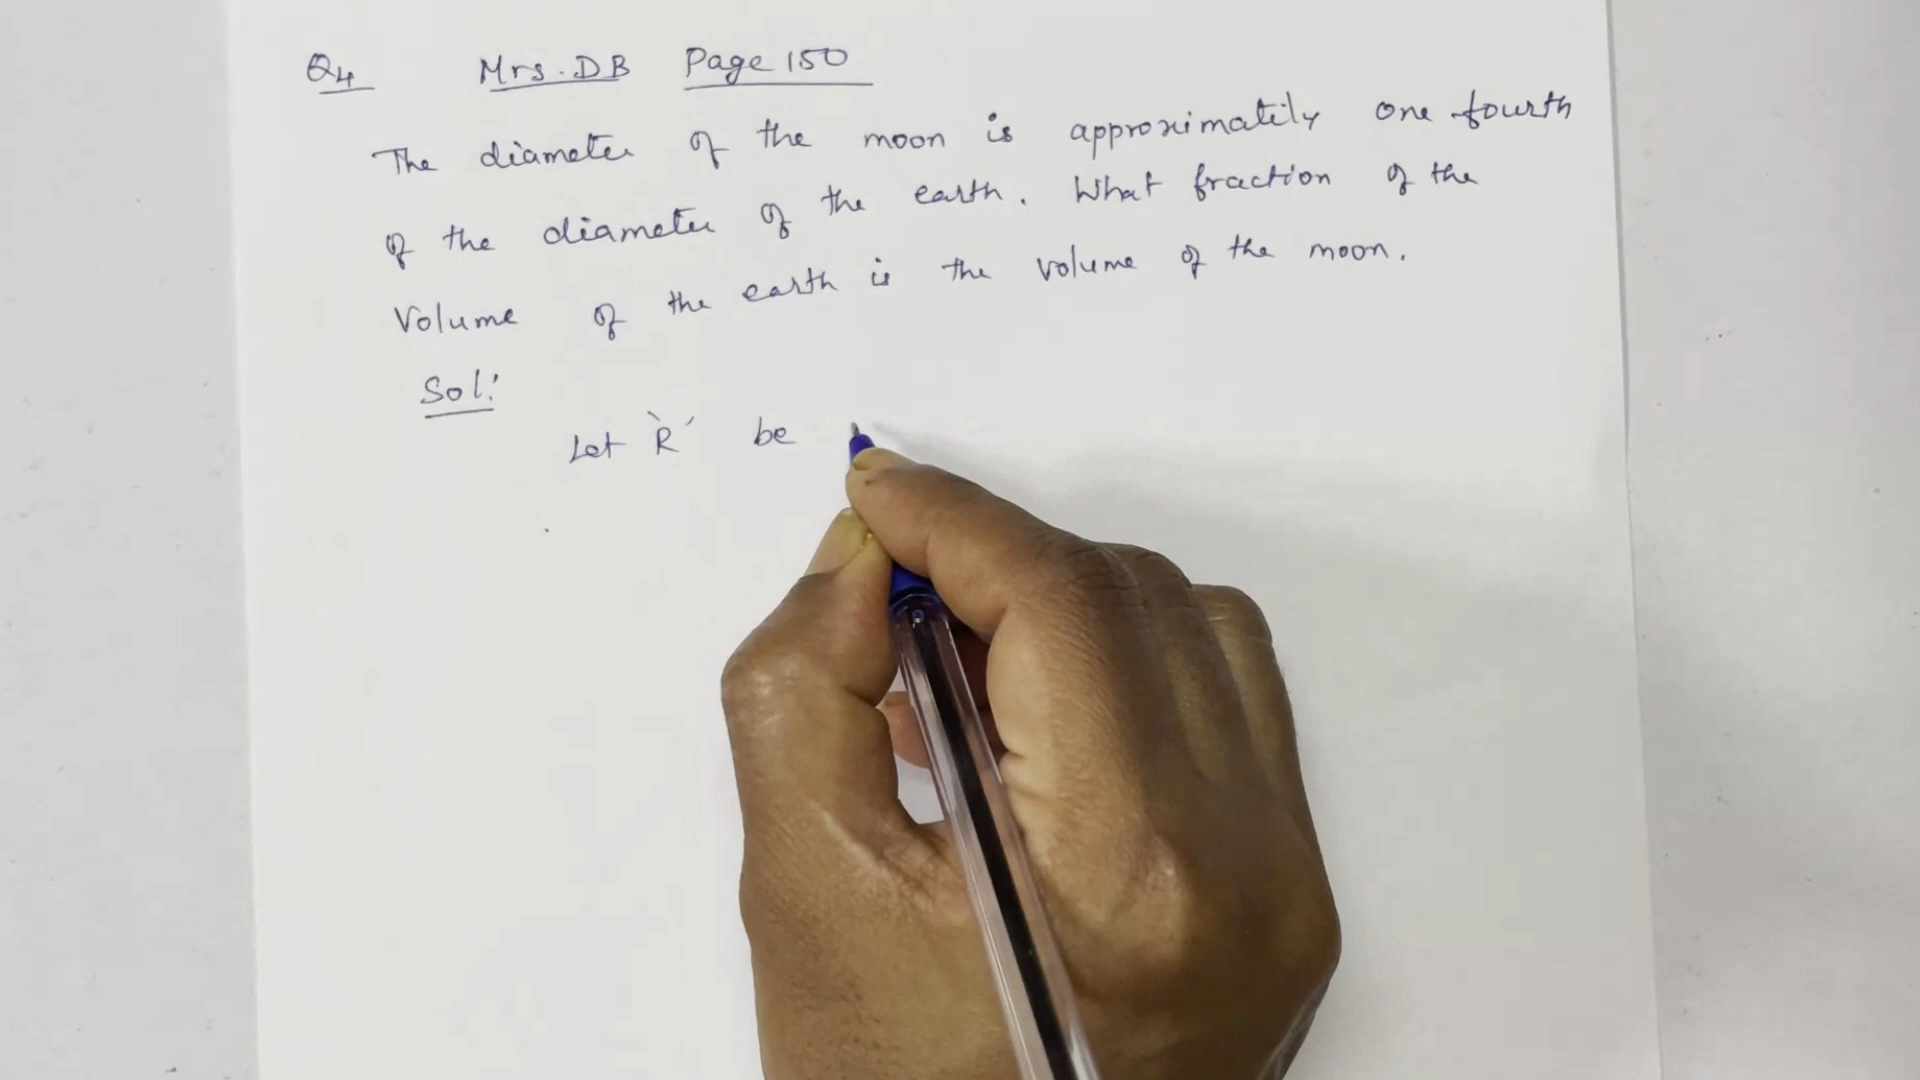 Q4 Mrs. DB Page 150
The diameter of the moon is approximately one fourth
of the diameter of the earth. What fraction of the
Volume of the earth is the volume of the moon.
Sol:
Let `R´ be